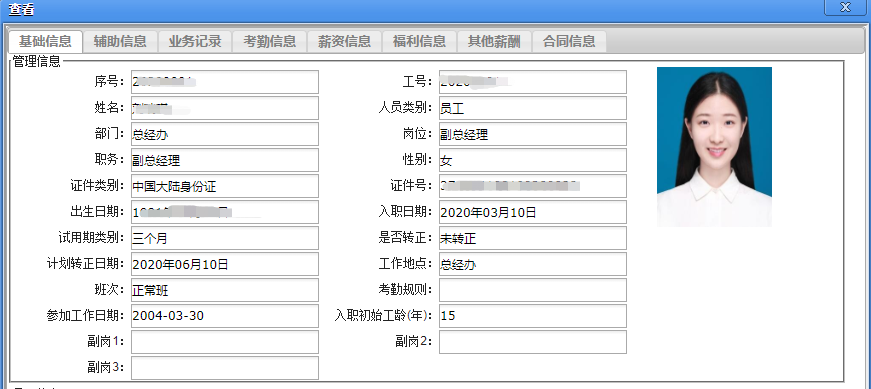 查看
基础信息 辅助信息 业务记录 考勤信息 薪资信息 福利信息 其他薪酬 合同信息
管理信息
序号: 工号:
姓名: 人员类别: 员工
部门: 总经办 岗位: 副总经理
职务: 副总经理 性别: 女
证件类别: 中国大陆身份证 证件号:
出生日期: 入职日期: 2020年03月10日
试用期类别: 三个月 是否转正: 未转正
计划转正日期: 2020年06月10日 工作地点: 总经办
班次: 正常班 考勤规则:
参加工作日期: 2004-03-30 入职初始工龄(年): 15
副岗1: 副岗2:
副岗3: